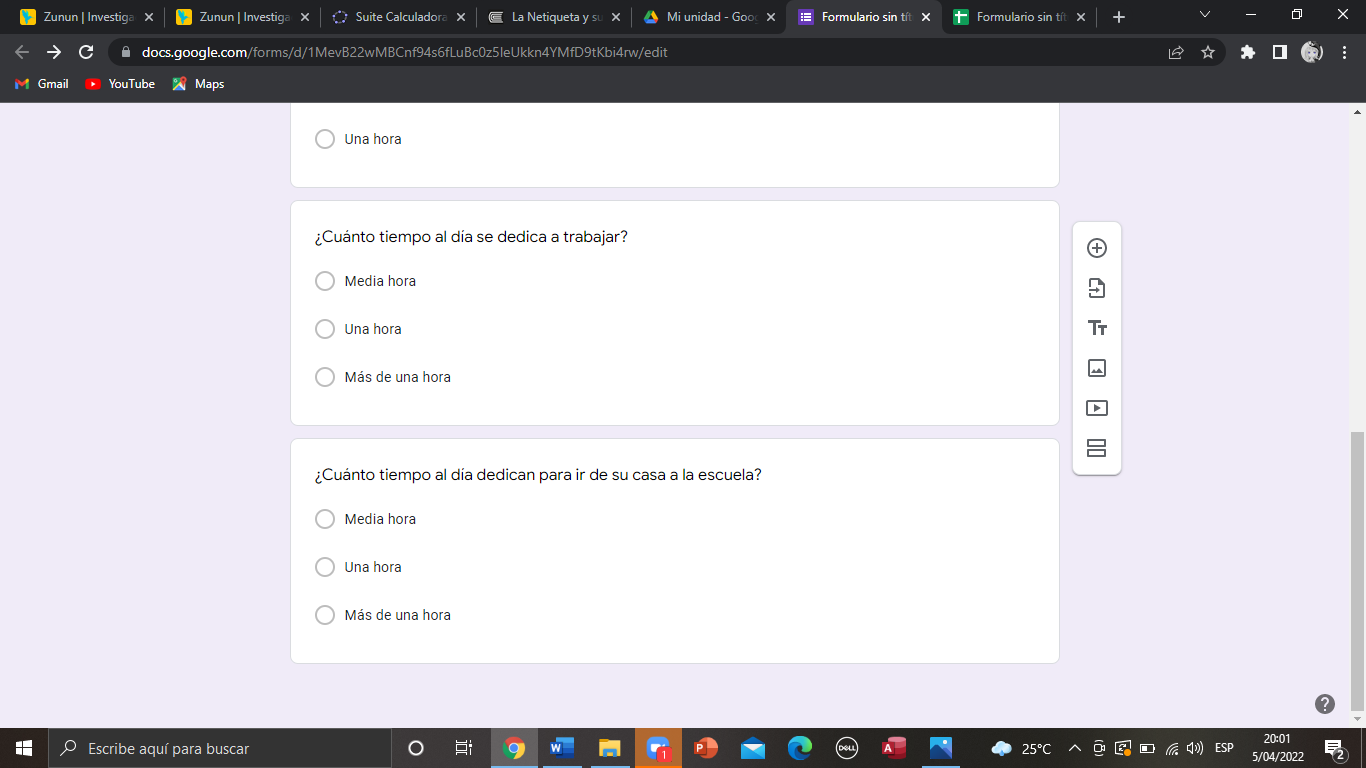 Zunun | Investiga
Zunun | Investiga
Suite Calculadora
La Netiqueta y su
Mi unidad - Goog
Formulario sin tít
Formulario sin tít
docs.google.com/forms/d/1MevB22wMBCnf94s6fLuBc0z5IeUkkn4YMfD9tKbi4rw/edit
Gmail
YouTube
Maps
Una hora
¿Cuánto tiempo al día se dedica a trabajar?
Media hora
Una hora
Más de una hora
¿Cuánto tiempo al día dedican para ir de su casa a la escuela?
Media hora
Una hora
Más de una hora
Escribe aquí para buscar
25°C
ESP
20:01
5/04/2022
2